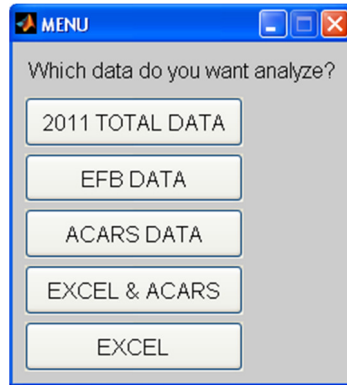 MENU
Which data do you want analyze?
2011 TOTAL DATA
EFB DATA
ACARS DATA
EXCEL & ACARS
EXCEL